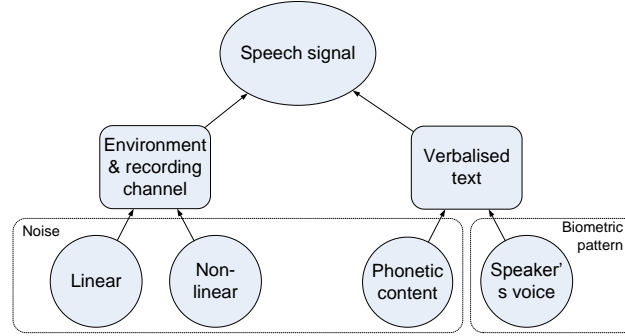 Speech signal
Environment
& recording
channel
Verbalised
text
Noise
Biometric
pattern
Linear
Non-
linear
Phonetic
content
Speaker'
s voice